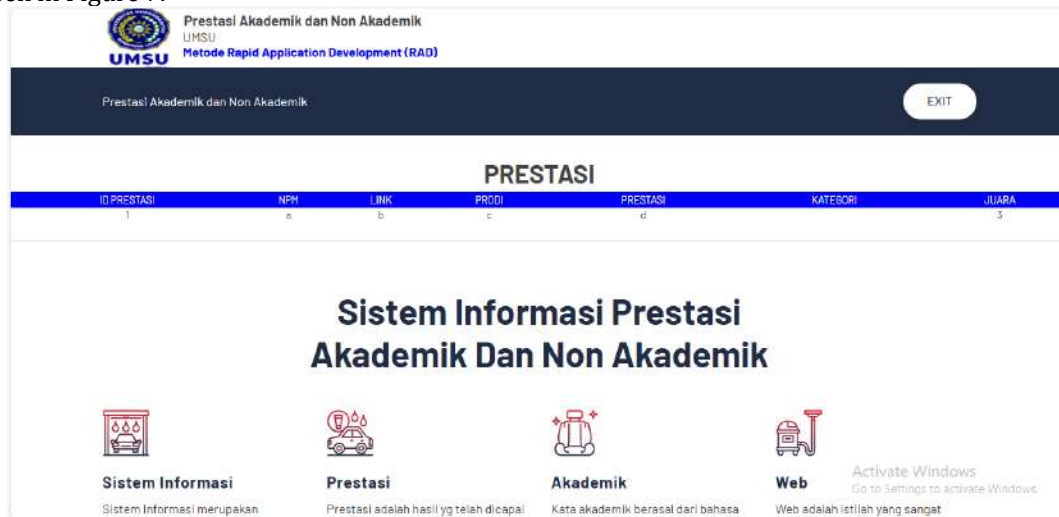 Prestasi Akademik dan Non Akademik
UMSU
Metode Rapid Application Development (RAD)
UMSU
Prestasi Akademik dan Non Akademik
EXIT
PRESTASI
ID PRESTASI NPM LINK PRODI PRESTASI KATEGORI JUARA
1 a b c d 3
Sistem Informasi Prestasi
Akademik Dan Non Akademik
Sistem Informasi Prestasi Akademik Web
Activate Windows
Go to Settings to activate Windows.
Sistem Informasi merupakan Prestasi adalah hasil yg telah dicapai Kata akademik berasal dari bahasa Web adalah istilah yang sangat